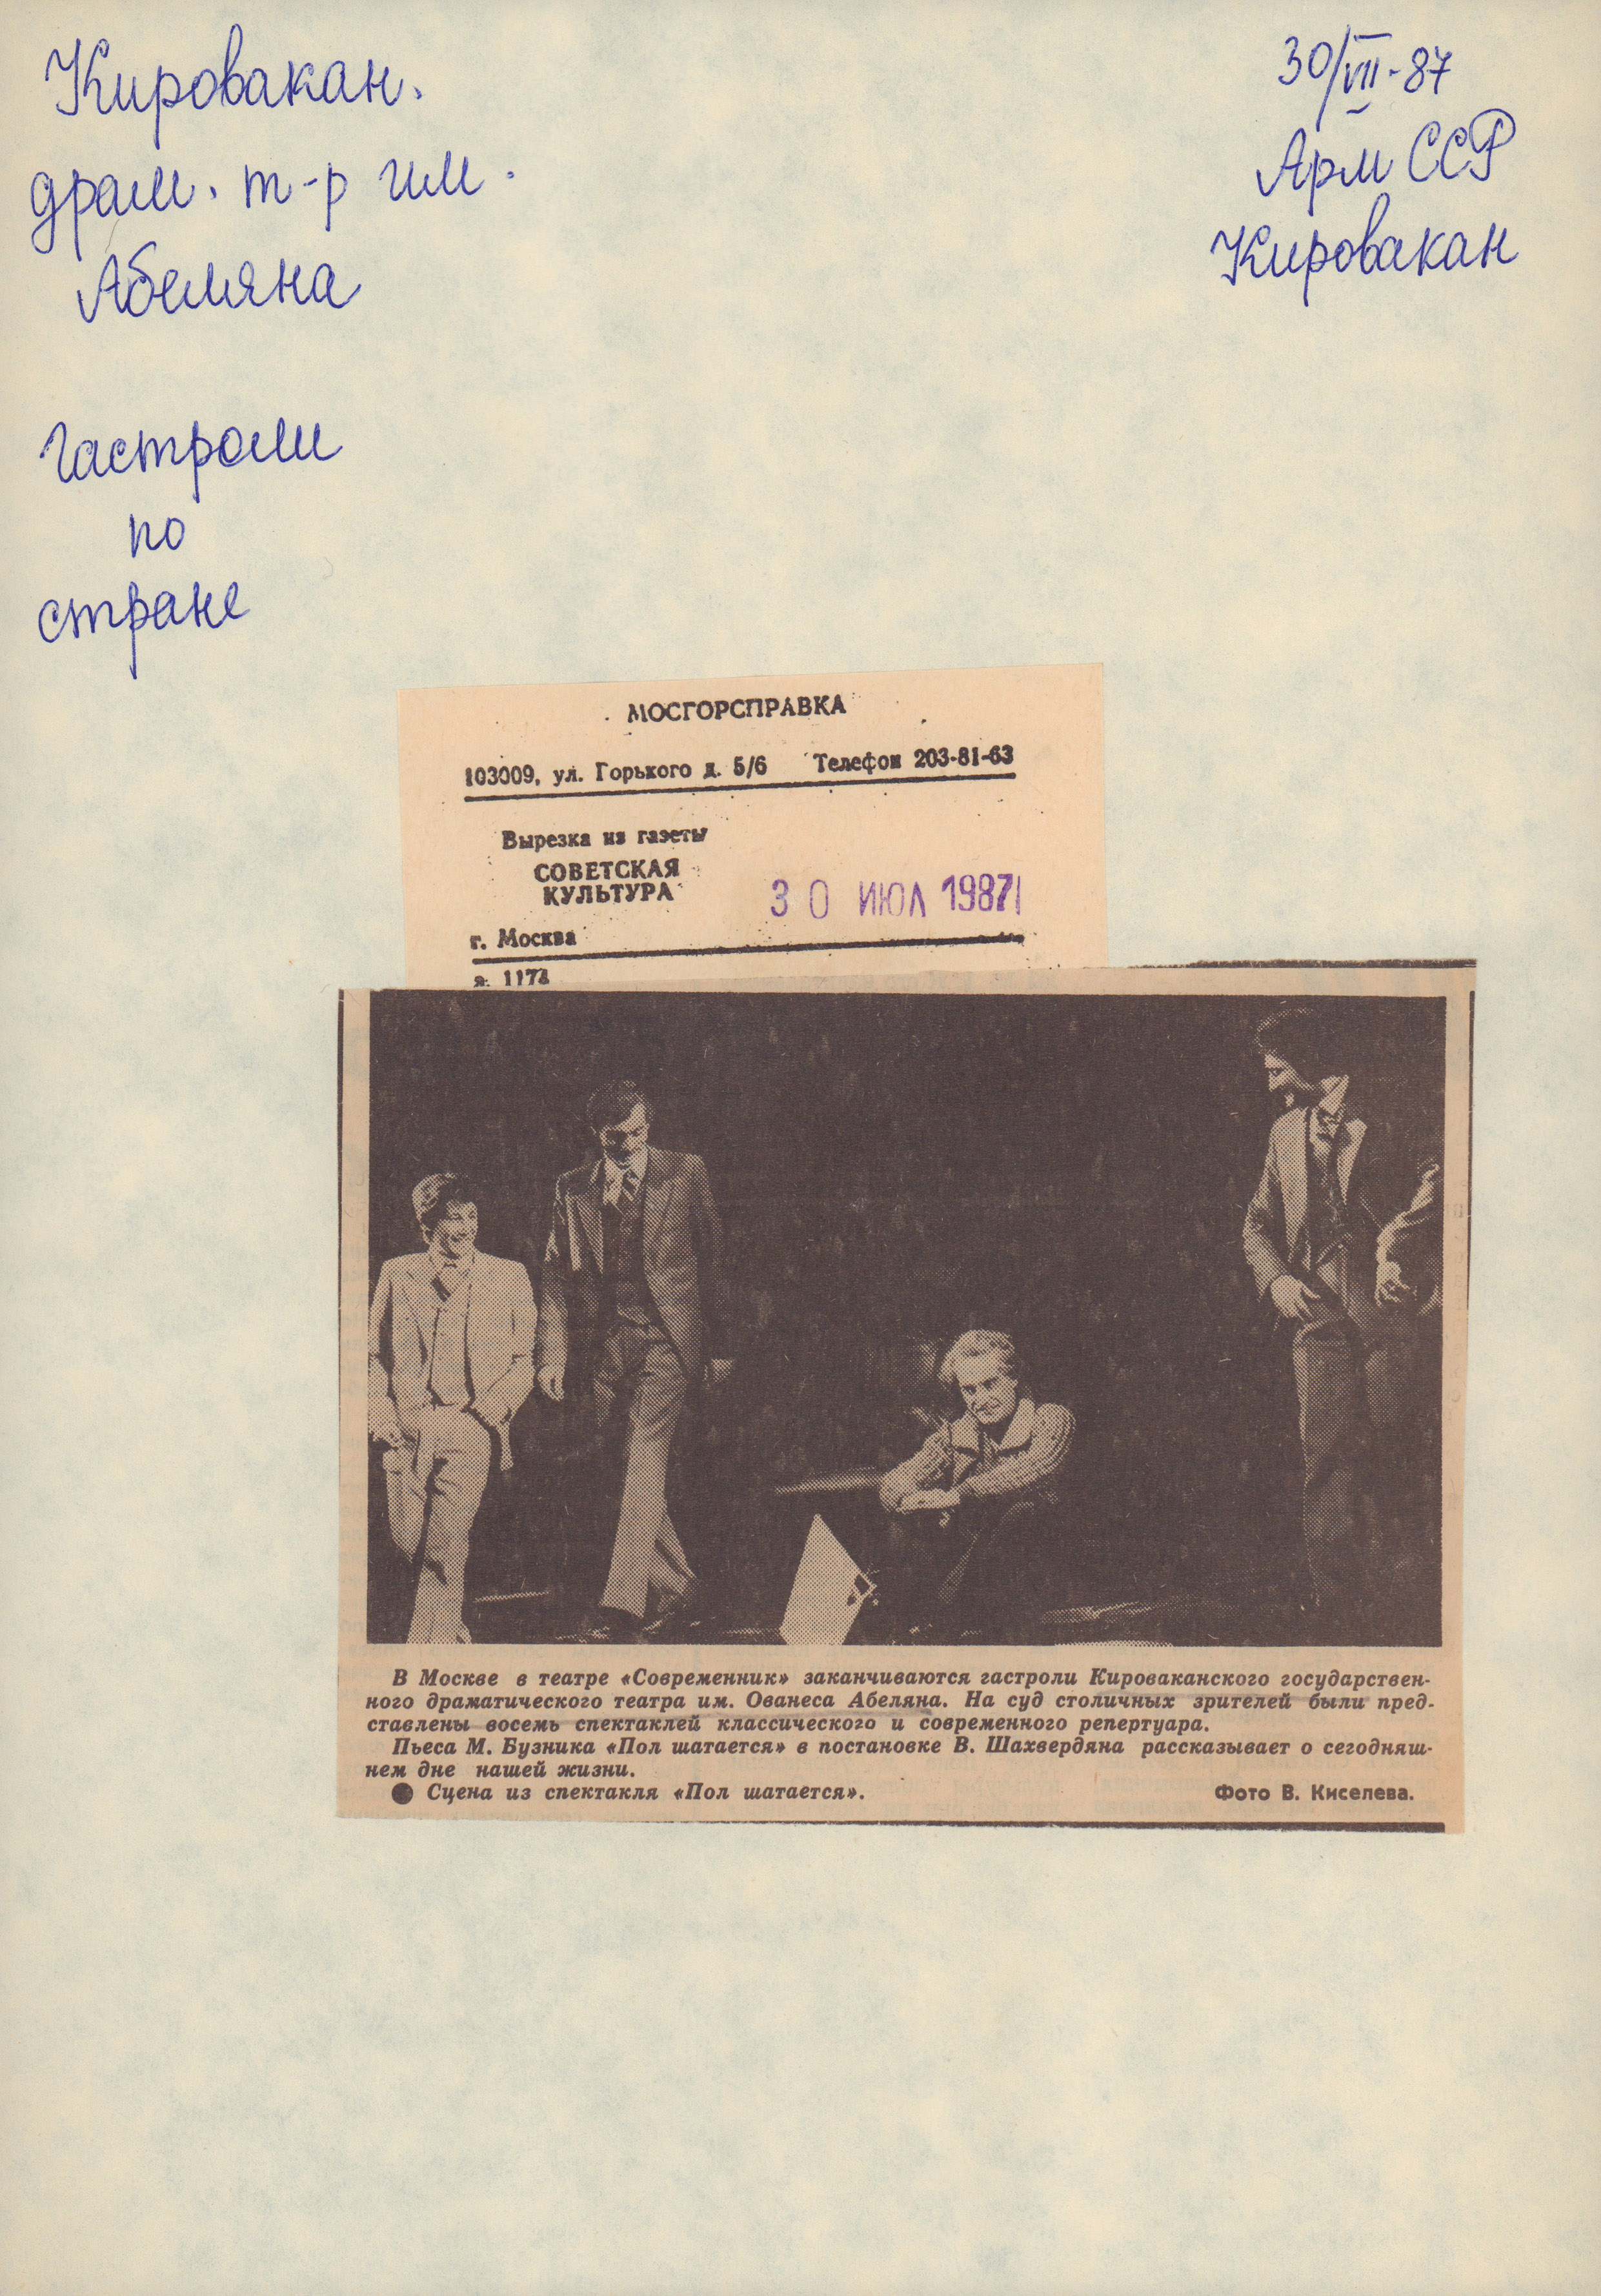 Кировакан.
драм. т-р им.
Абеляна
гастроли
по
стране
30/VII-87
Арм ССР
Кировакан
МОСГОРСПРАВКА
103009, ул. Горького д. 5/6 Телефон 203-81-63
Вырезка из газеты
СОВЕТСКАЯ
КУЛЬТУРА
30 ИЮЛ 1987
г. Москва
В Москве в театре «Современник» заканчиваются гастроли Кироваканского государствен-
ного драматического театра им. Ованеса Абеляна. На суд столичных зрителей были пред-
ставлены восемь спектаклей классического и современного репертуара.
Пьеса М. Бузника «Пол шатается» в постановке В. Шахвердяна рассказывает о сегодняш-
нем дне нашей жизни.
● Сцена из спектакля «Пол шатается».
Фото В. Киселева.